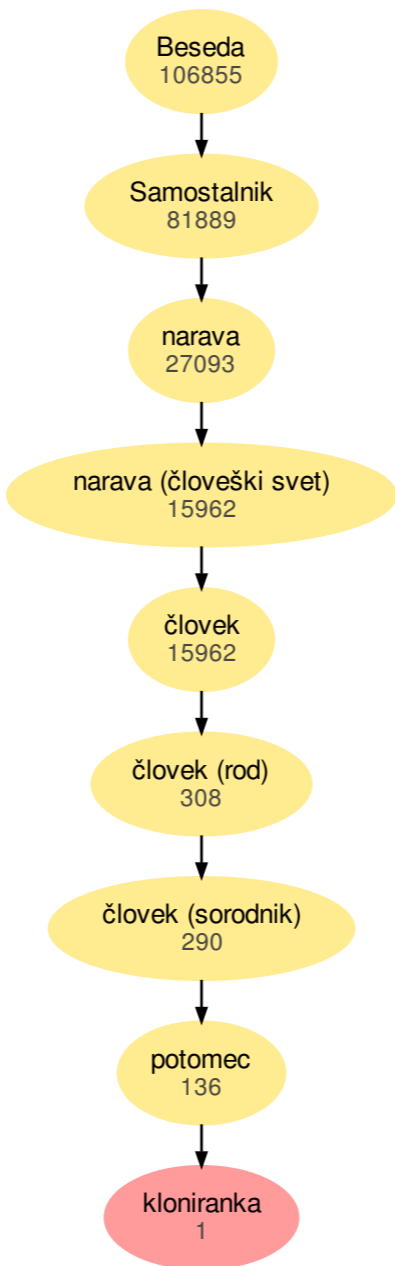 Beseda
106855
Samostalnik
81889
narava
27093
narava (človeški svet)
15962
človek
15962
človek (rod)
308
človek (sorodnik)
290
potomec
136
kloniranka
1